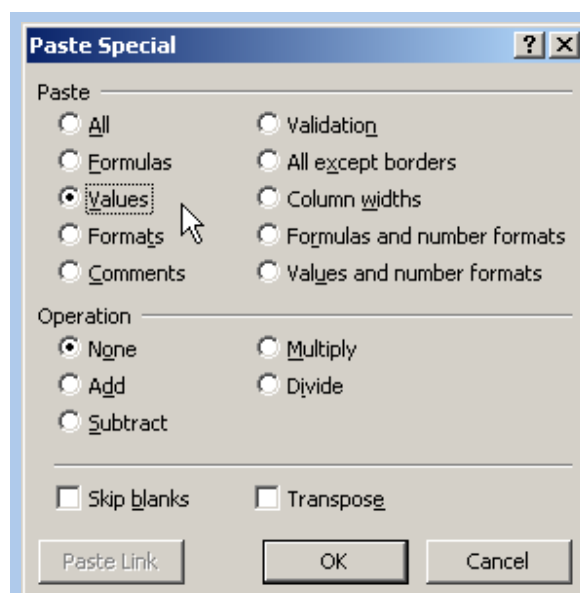 Paste Special
Paste
All
Validation
Formulas
All except borders
Values
Column widths
Formats
Formulas and number formats
Comments
Values and number formats
Operation
None
Multiply
Add
Divide
Subtract
Skip blanks
Transpose
Paste Link
OK
Cancel